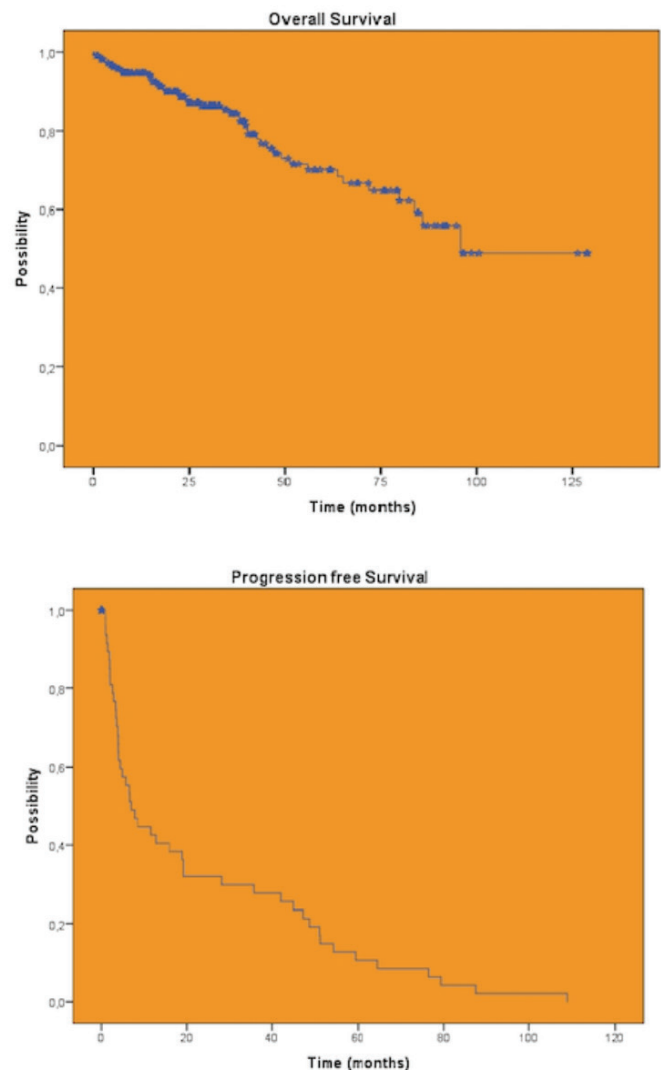 Overall Survival
1,0
0,8
0,6
0,4
0,2
0,0
Possibility
0 25 50 75 100 125
Time (months)
Progression free Survival
1,0
0,8
0,6
0,4
0,2
0,0
Possibility
0 20 40 60 80 100 120
Time (months)